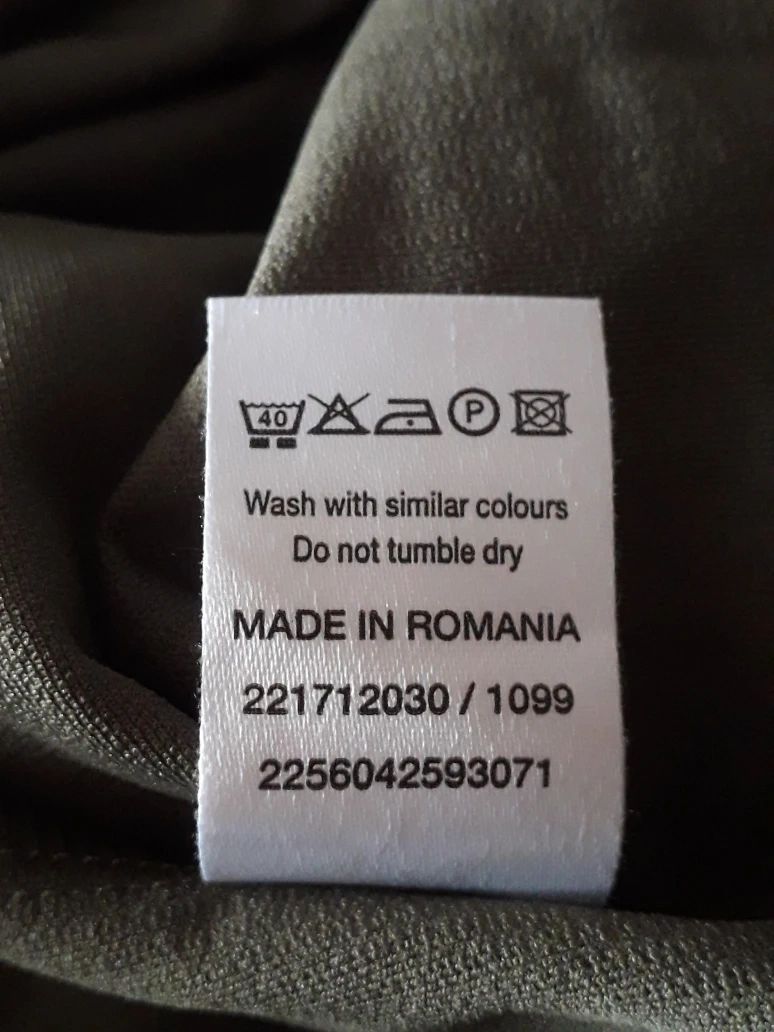 40 P
Wash with similar colours
Do not tumble dry
MADE IN ROMANIA
221712030 / 1099
2256042593071